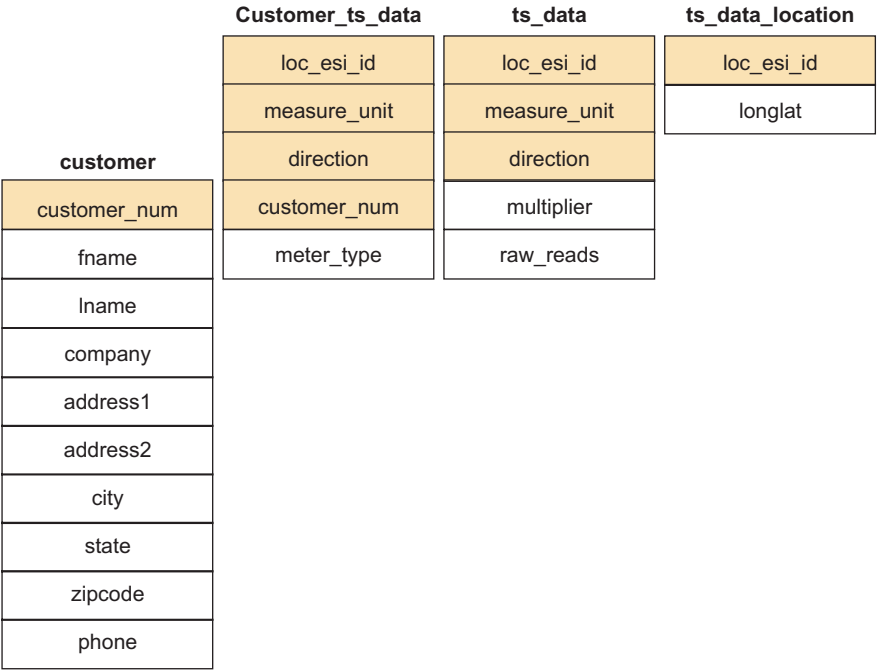 customer
customer_num
fname
lname
company
address1
address2
city
state
zipcode
phone
Customer_ts_data
loc_esi_id
measure_unit
direction
customer_num
meter_type
ts_data
loc_esi_id
measure_unit
direction
multiplier
raw_reads
ts_data_location
loc_esi_id
longlat